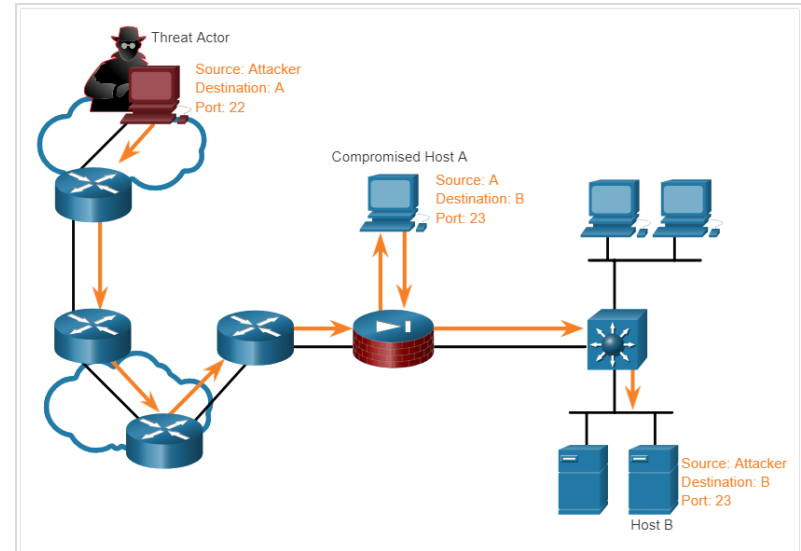 Threat Actor
Source: Attacker
Destination: A
Port: 22
Compromised Host A
Source: A
Destination: B
Port: 23
Source: Attacker
Destination: B
Port: 23
Host B